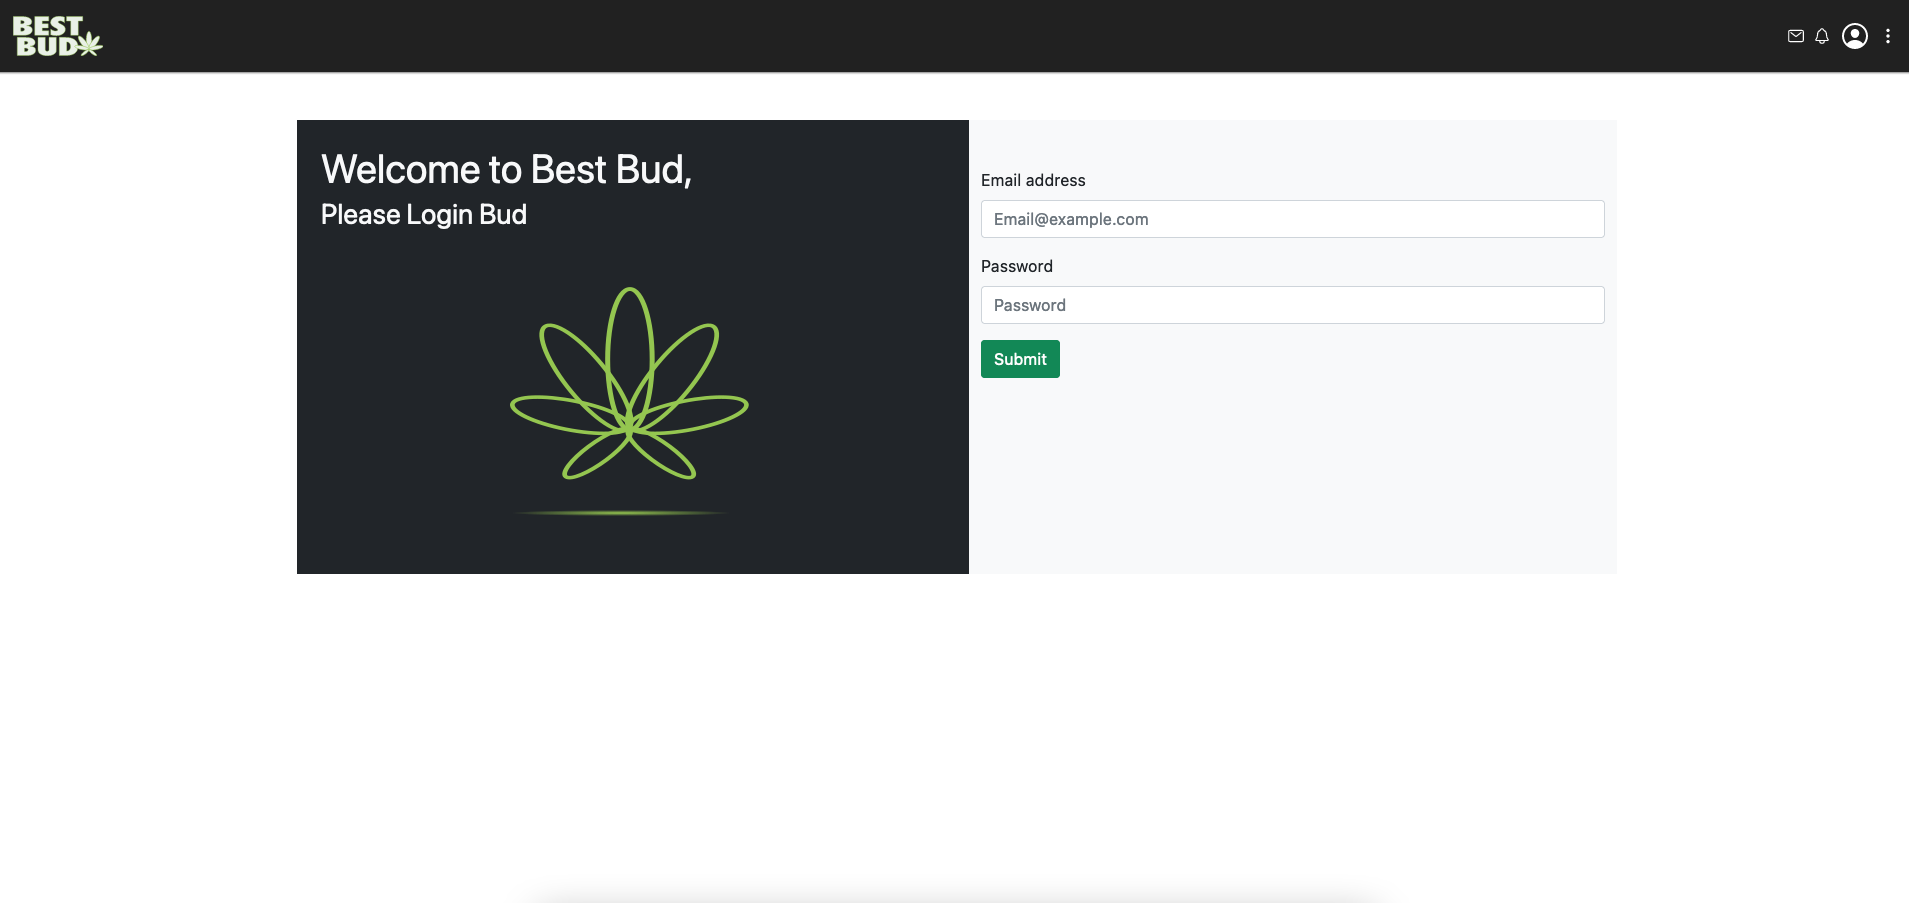 BEST
BUD
Welcome to Best Bud,
Please Login Bud
Email address
Email@example.com
Password
Password
Submit